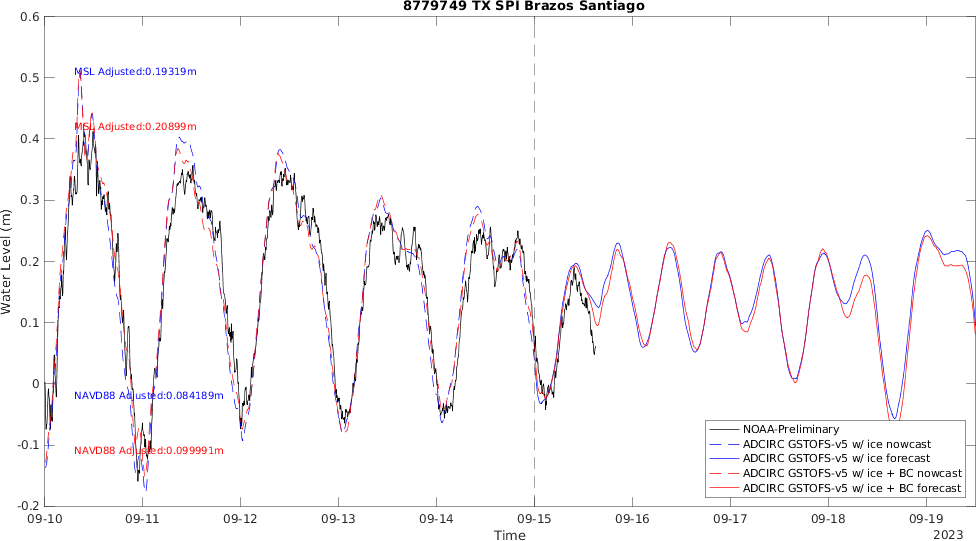 8779749 TX SPI Brazos Santiago
Water Level (m)
0.6
0.5
0.4
0.3
0.2
0.1
0
-0.1
-0.2
MSL Adjusted:0.19319m
MSL Adjusted:0.20899m
NAVD88 Adjusted:0.084189m
NAVD88 Adjusted:0.099991m
NOAA-Preliminary
ADCIRC GSTOFS-v5 w/ ice nowcast
ADCIRC GSTOFS-v5 w/ ice forecast
ADCIRC GSTOFS-v5 w/ ice + BC nowcast
ADCIRC GSTOFS-v5 w/ ice + BC forecast
09-10 09-11 09-12 09-13 09-14 09-15 09-16 09-17 09-18 09-19
Time
2023